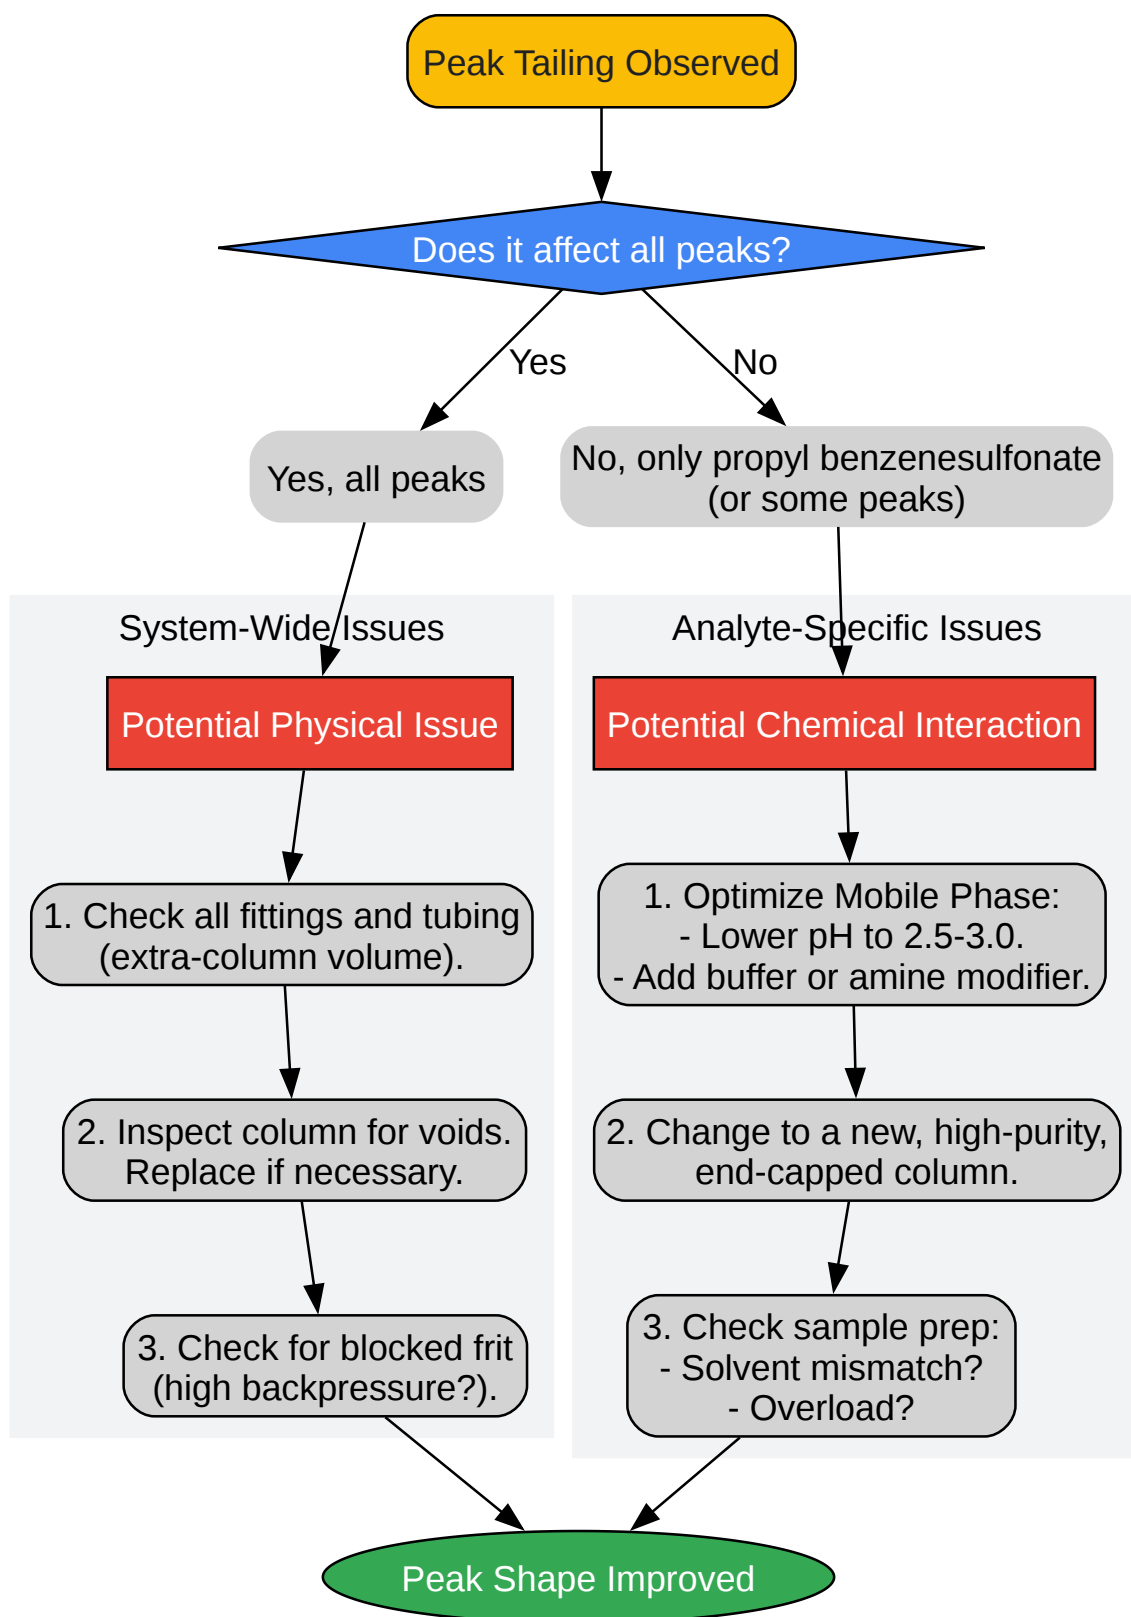 Peak Tailing Observed
Does it affect all peaks?
Yes
No
Yes, all peaks
No, only propyl benzenesulfonate
(or some peaks)
System-Wide Issues
Potential Physical Issue
1. Check all fittings and tubing
(extra-column volume).
2. Inspect column for voids.
Replace if necessary.
3. Check for blocked frit
(high backpressure?).
Analyte-Specific Issues
Potential Chemical Interaction
1. Optimize Mobile Phase:
- Lower pH to 2.5-3.0.
- Add buffer or amine modifier.
2. Change to a new, high-purity,
end-capped column.
3. Check sample prep:
- Solvent mismatch?
- Overload?
Peak Shape Improved